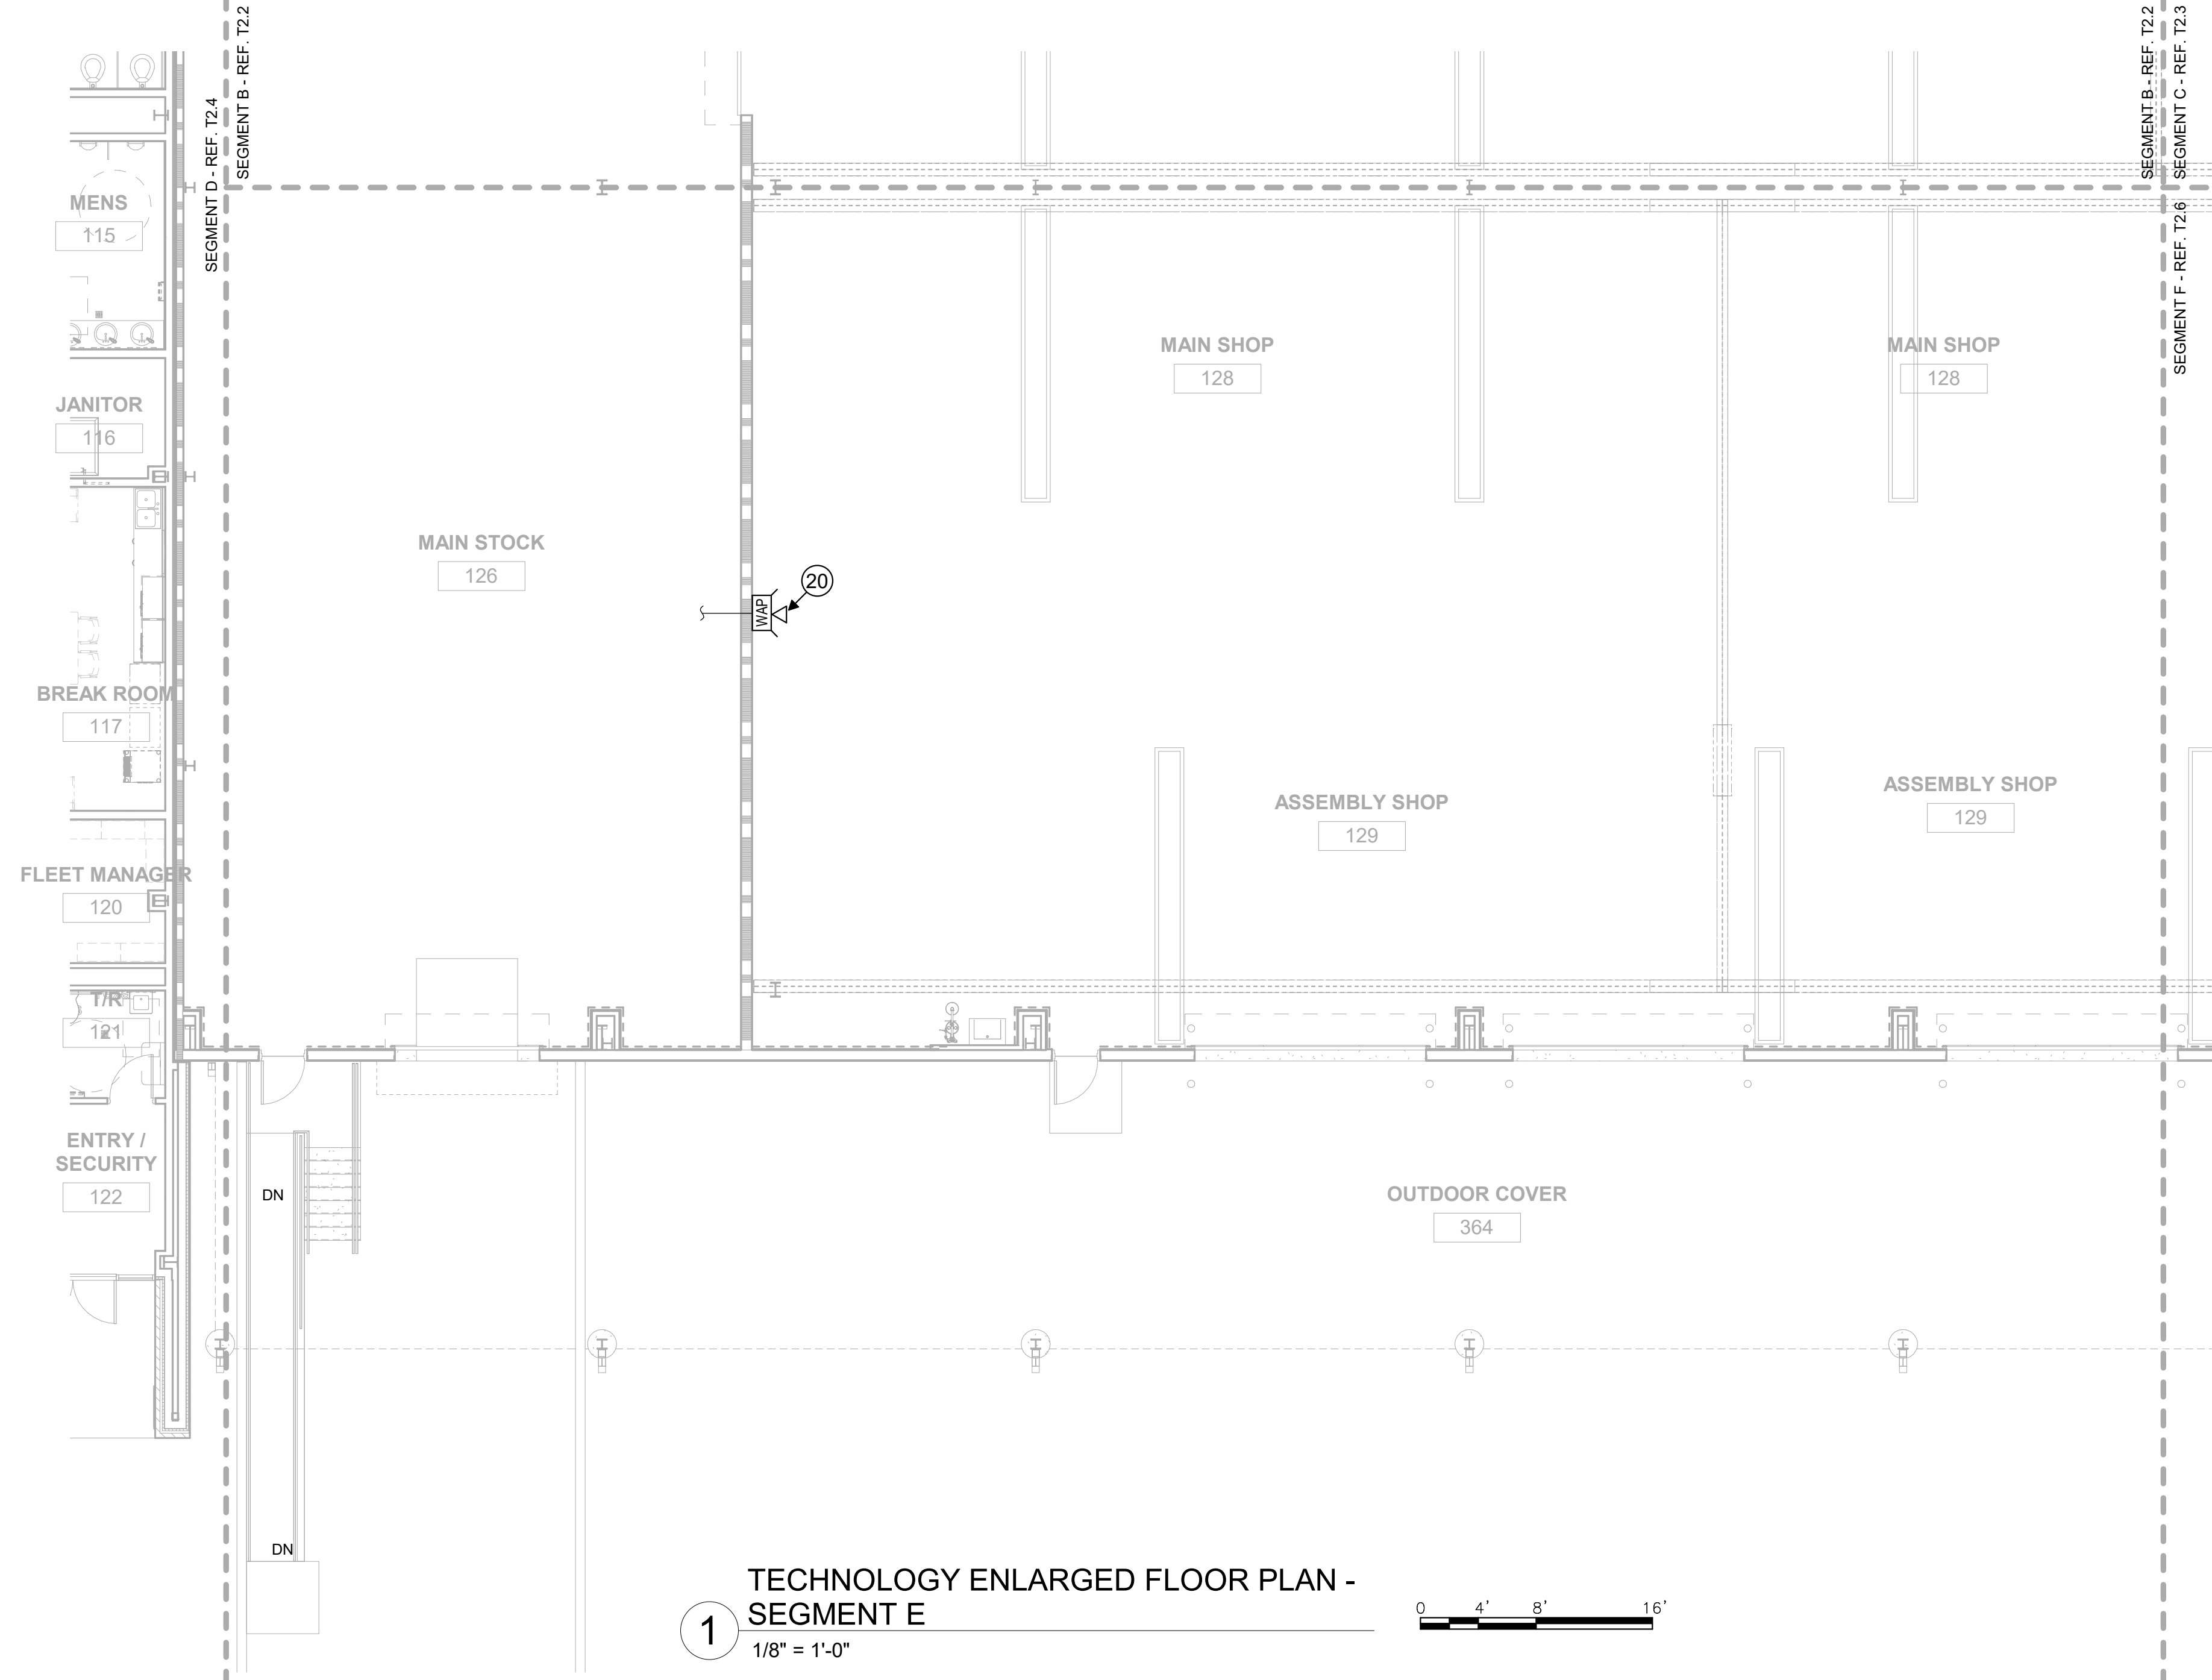 SEGMENT D - REF. T2.4
SEGMENT B - REF. T2.2
SEGMENT B - REF. T2.2
SEGMENT C - REF. T2.3
SEGMENT F - REF. T2.6
MENS
115
JANITOR
116
MAIN SHOP
128
MAIN SHOP
128
MAIN STOCK
126
WAP
20
BREAK ROOM
117
ASSEMBLY SHOP
129
ASSEMBLY SHOP
129
FLEET MANAGER
120
T/R
121
ENTRY /
SECURITY
122
DN
OUTDOOR COVER
364
DN
1
TECHNOLOGY ENLARGED FLOOR PLAN -
SEGMENT E
1/8" = 1'-0"
0 4' 8' 16'